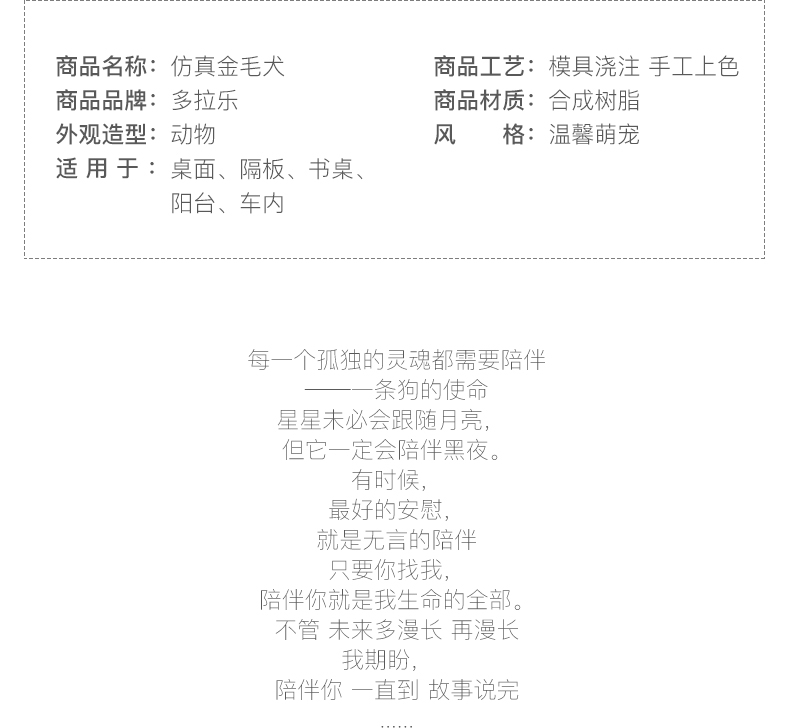 商品名称：仿真金毛犬 商品工艺：模具浇注 手工上色
商品品牌：多拉乐 商品材质：合成树脂
外观造型：动物 风 格：温馨萌宠
适 用 于 ：桌面、隔板、书桌、
阳台、车内
每一个孤独的灵魂都需要陪伴
——一条狗的使命
星星未必会跟随月亮，
但它一定会陪伴黑夜。
有时候，
最好的安慰，
就是无言的陪伴
只要你找我，
陪伴你就是我生命的全部。
不管 未来多漫长 再漫长
我期盼，
陪伴你 一直到 故事说完
……